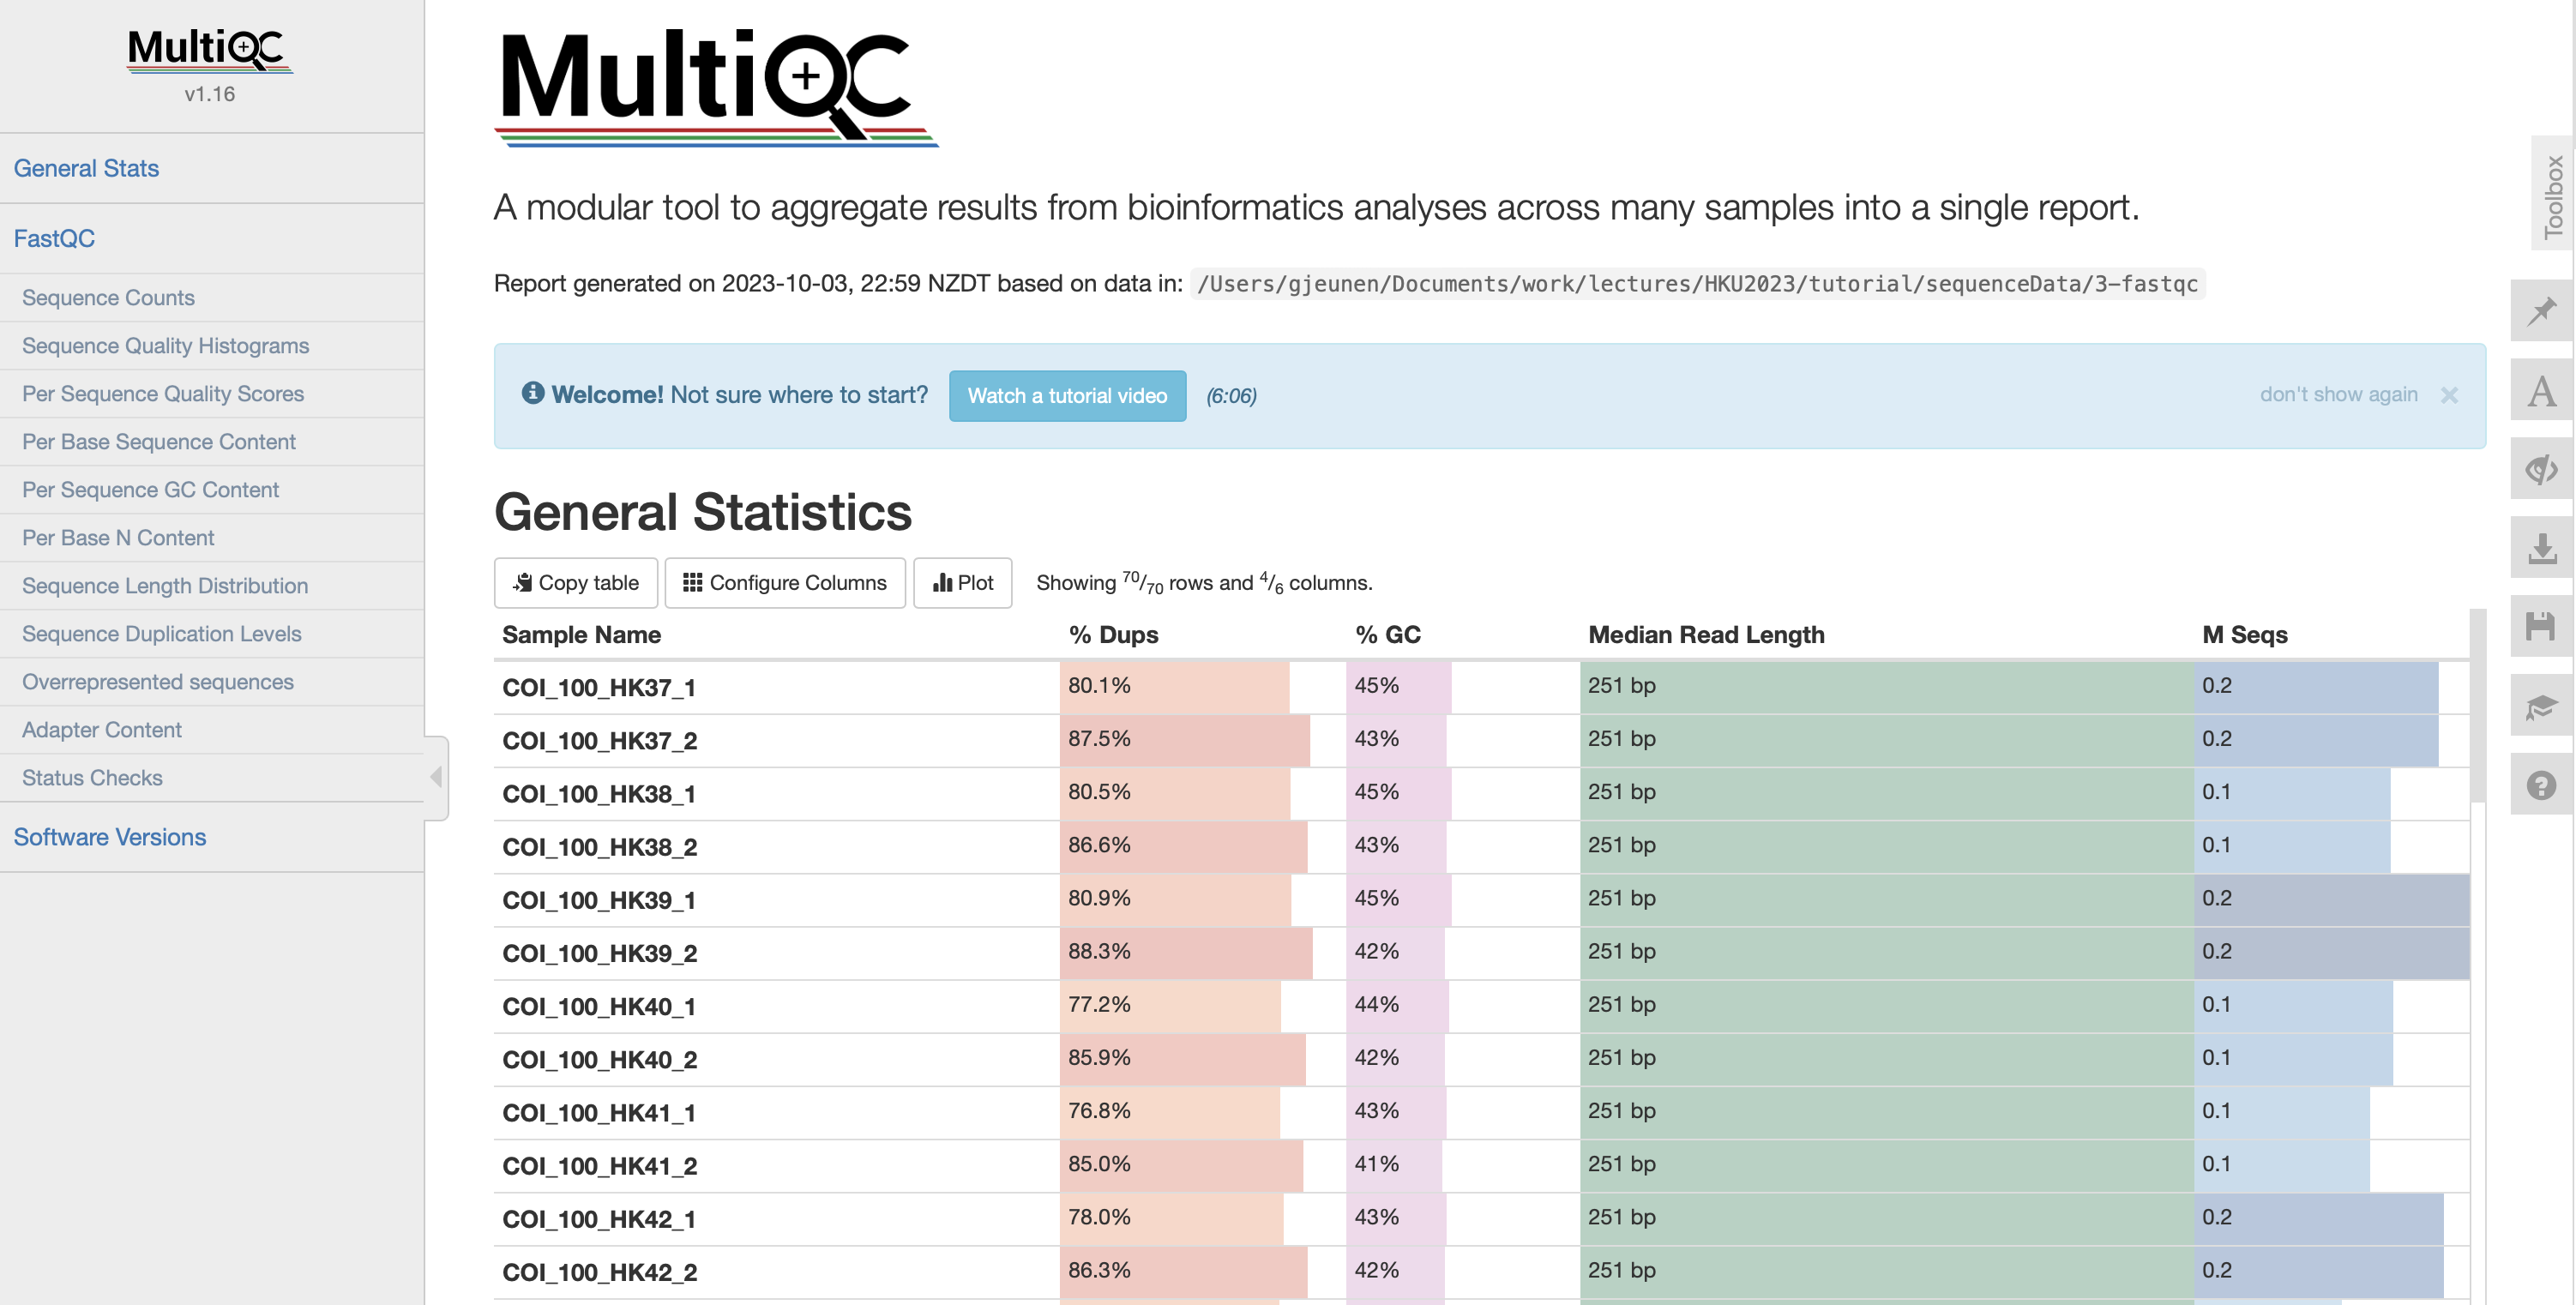 MultiQC
v1.16
General Stats
FastQC
Sequence Counts
Sequence Quality Histograms
Per Sequence Quality Scores
Per Base Sequence Content
Per Sequence GC Content
Per Base N Content
Sequence Length Distribution
Sequence Duplication Levels
Overrepresented sequences
Adapter Content
Status Checks
Software Versions
MultiQC
A modular tool to aggregate results from bioinformatics analyses across many samples into a single report.
Report generated on 2023-10-03, 22:59 NZDT based on data in: /Users/gjeunen/Documents/work/lectures/HKU2023/tutorial/sequenceData/3-fastqc
Welcome! Not sure where to start? Watch a tutorial video (6:06) don't show again ×
General Statistics
Copy table Configure Columns Plot Showing 70/70 rows and 4/6 columns.
Sample Name % Dups % GC Median Read Length M Seqs
COI_100_HK37_1 80.1% 45% 251 bp 0.2
COI_100_HK37_2 87.5% 43% 251 bp 0.2
COI_100_HK38_1 80.5% 45% 251 bp 0.1
COI_100_HK38_2 86.6% 43% 251 bp 0.1
COI_100_HK39_1 80.9% 45% 251 bp 0.2
COI_100_HK39_2 88.3% 42% 251 bp 0.2
COI_100_HK40_1 77.2% 44% 251 bp 0.1
COI_100_HK40_2 85.9% 42% 251 bp 0.1
COI_100_HK41_1 76.8% 43% 251 bp 0.1
COI_100_HK41_2 85.0% 41% 251 bp 0.1
COI_100_HK42_1 78.0% 43% 251 bp 0.2
COI_100_HK42_2 86.3% 42% 251 bp 0.2
Toolbox
A
?